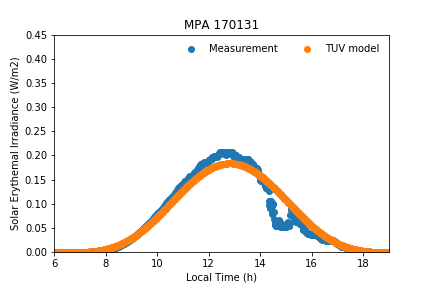 MPA 170131
Measurement TUV model
Solar Erythemal Irradiance (W/m2)
0.45
0.40
0.35
0.30
0.25
0.20
0.15
0.10
0.05
0.00
6 8 10 12 14 16 18
Local Time (h)